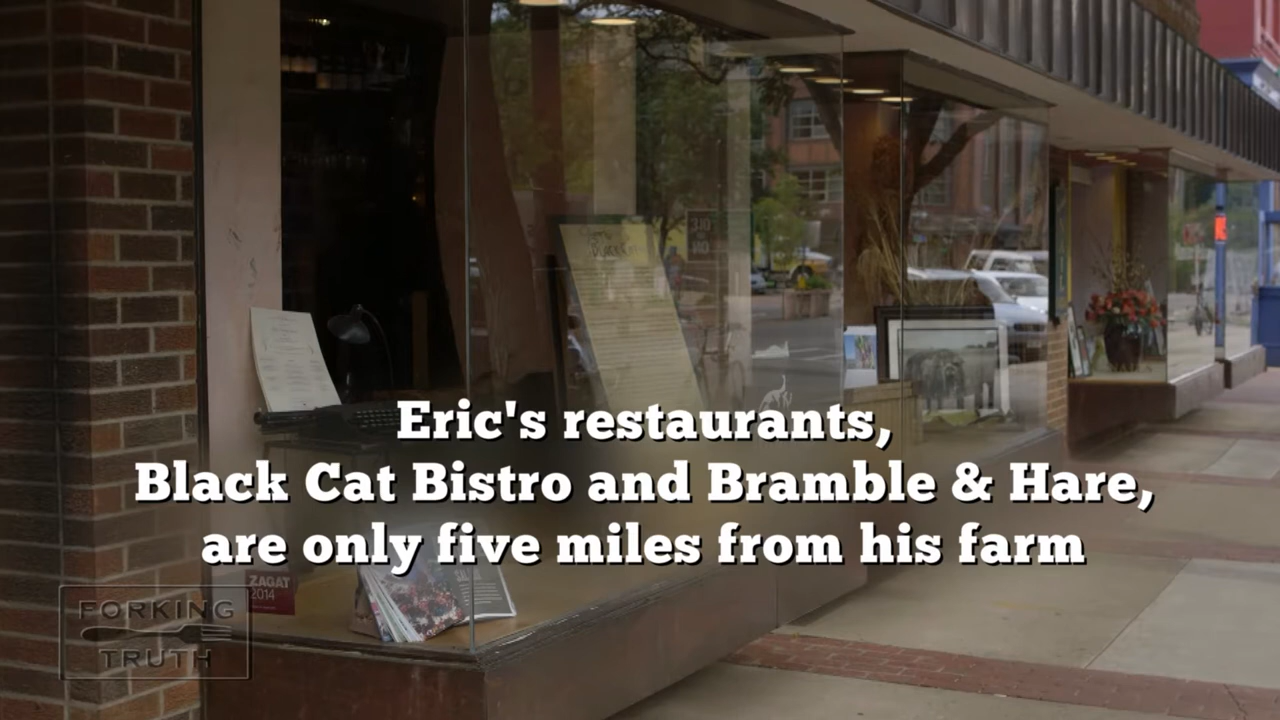 Eric's restaurants,
Black Cat Bistro and Bramble & Hare,
are only five miles from his farm
ZAGAT
2014
FORKING
TRUTH